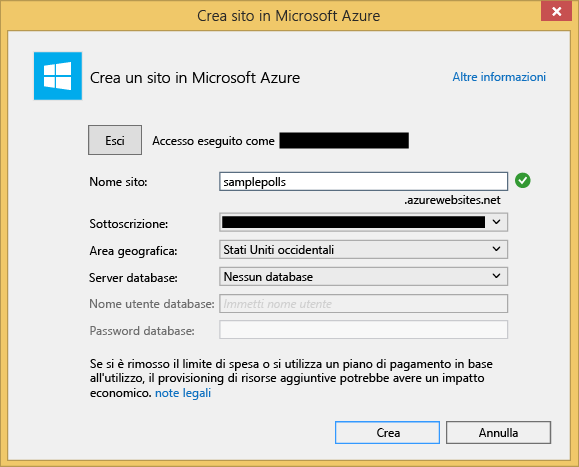 Crea sito in Microsoft Azure
Crea un sito in Microsoft Azure
Altre informazioni
Esci
Accesso eseguito come
Nome sito:
samplepolls
.azurewebsites.net
Sottoscrizione:
Area geografica:
Stati Uniti occidentali
Server database:
Nessun database
Nome utente database:
Immetti nome utente
Password database:
Se si è rimosso il limite di spesa o si utilizza un piano di pagamento in base
all'utilizzo, il provisioning di risorse aggiuntive potrebbe avere un impatto
economico. note legali
Crea
Annulla